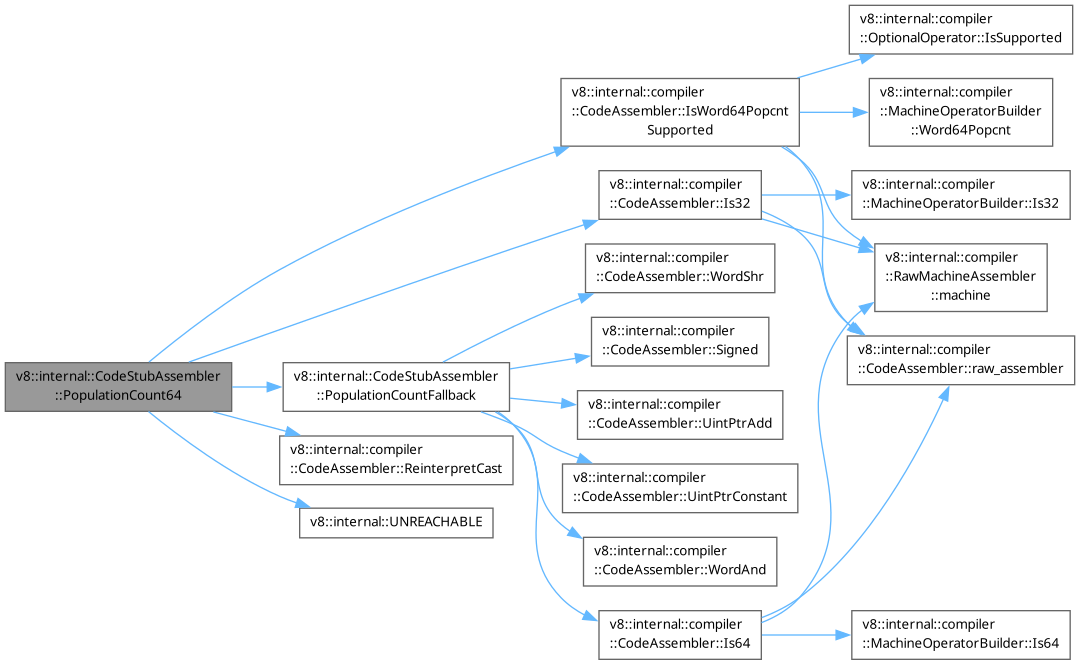 v8::internal::compiler
::OptionalOperator::IsSupported
v8::internal::compiler
::CodeAssembler::IsWord64Popcnt
Supported
v8::internal::compiler
::MachineOperatorBuilder
::Word64Popcnt
v8::internal::compiler
::CodeAssembler::Is32
v8::internal::compiler
::MachineOperatorBuilder::Is32
v8::internal::compiler
::CodeAssembler::WordShr
v8::internal::compiler
::RawMachineAssembler
::machine
v8::internal::compiler
::CodeAssembler::Signed
v8::internal::compiler
::CodeAssembler::raw_assembler
v8::internal::CodeStubAssembler
::PopulationCount64
v8::internal::CodeStubAssembler
::PopulationCountFallback
v8::internal::compiler
::CodeAssembler::UintPtrAdd
v8::internal::compiler
::CodeAssembler::ReinterpretCast
v8::internal::compiler
::CodeAssembler::UintPtrConstant
v8::internal::UNREACHABLE
v8::internal::compiler
::CodeAssembler::WordAnd
v8::internal::compiler
::CodeAssembler::Is64
v8::internal::compiler
::MachineOperatorBuilder::Is64